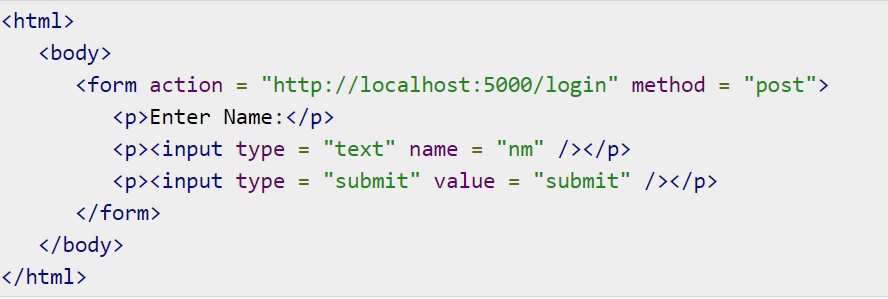 <html>
<body>
<form action = "http://localhost:5000/login" method = "post">
<p>Enter Name:</p>
<p><input type = "text" name = "nm" /></p>
<p><input type = "submit" value = "submit" /></p>
</form>
</body>
</html>